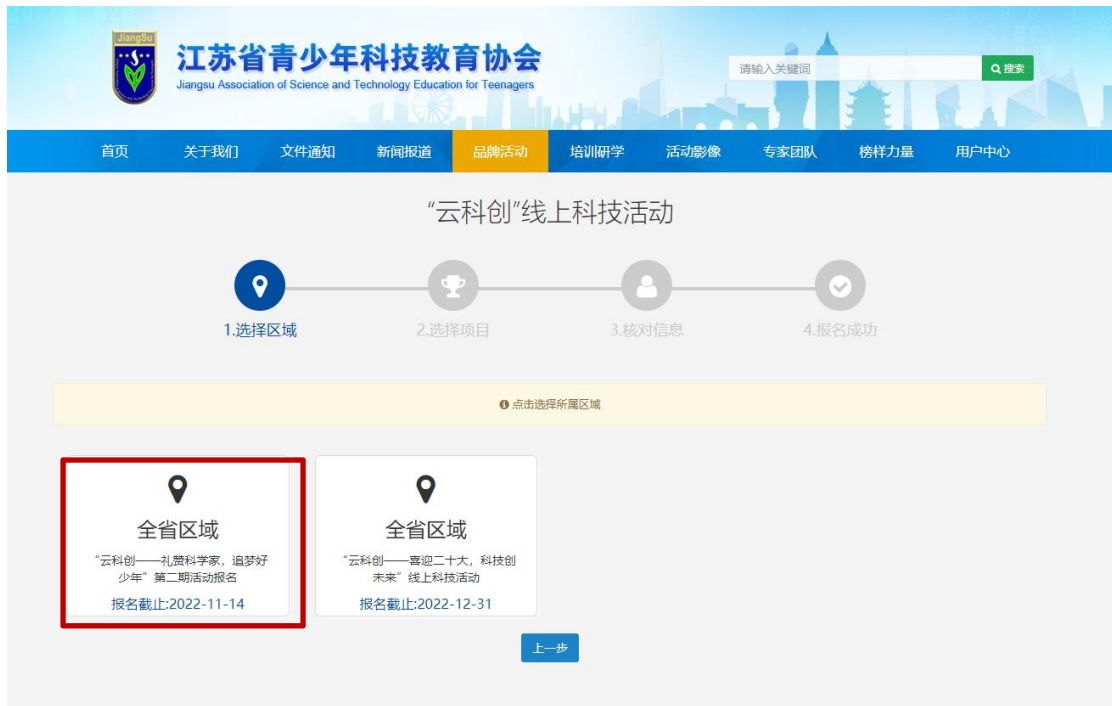 JiangSu
江苏省青少年科技教育协会
Jiangsu Association of Science and Technology Education for Teenagers
请输入关键词
搜索
首页 关于我们 文件通知 新闻报道 品牌活动 培训研学 活动影像 专家团队 榜样力量 用户中心
“云科创”线上科技活动
1.选择区域 2.选择项目 3.核对信息 4.报名成功
点击选择所属区域
全省区域
“云科创——礼赞科学家，追梦好
少年”第二期活动报名
报名截止:2022-11-14
全省区域
“云科创——喜迎二十大，科技创
未来”线上科技活动
报名截止:2022-12-31
上一步